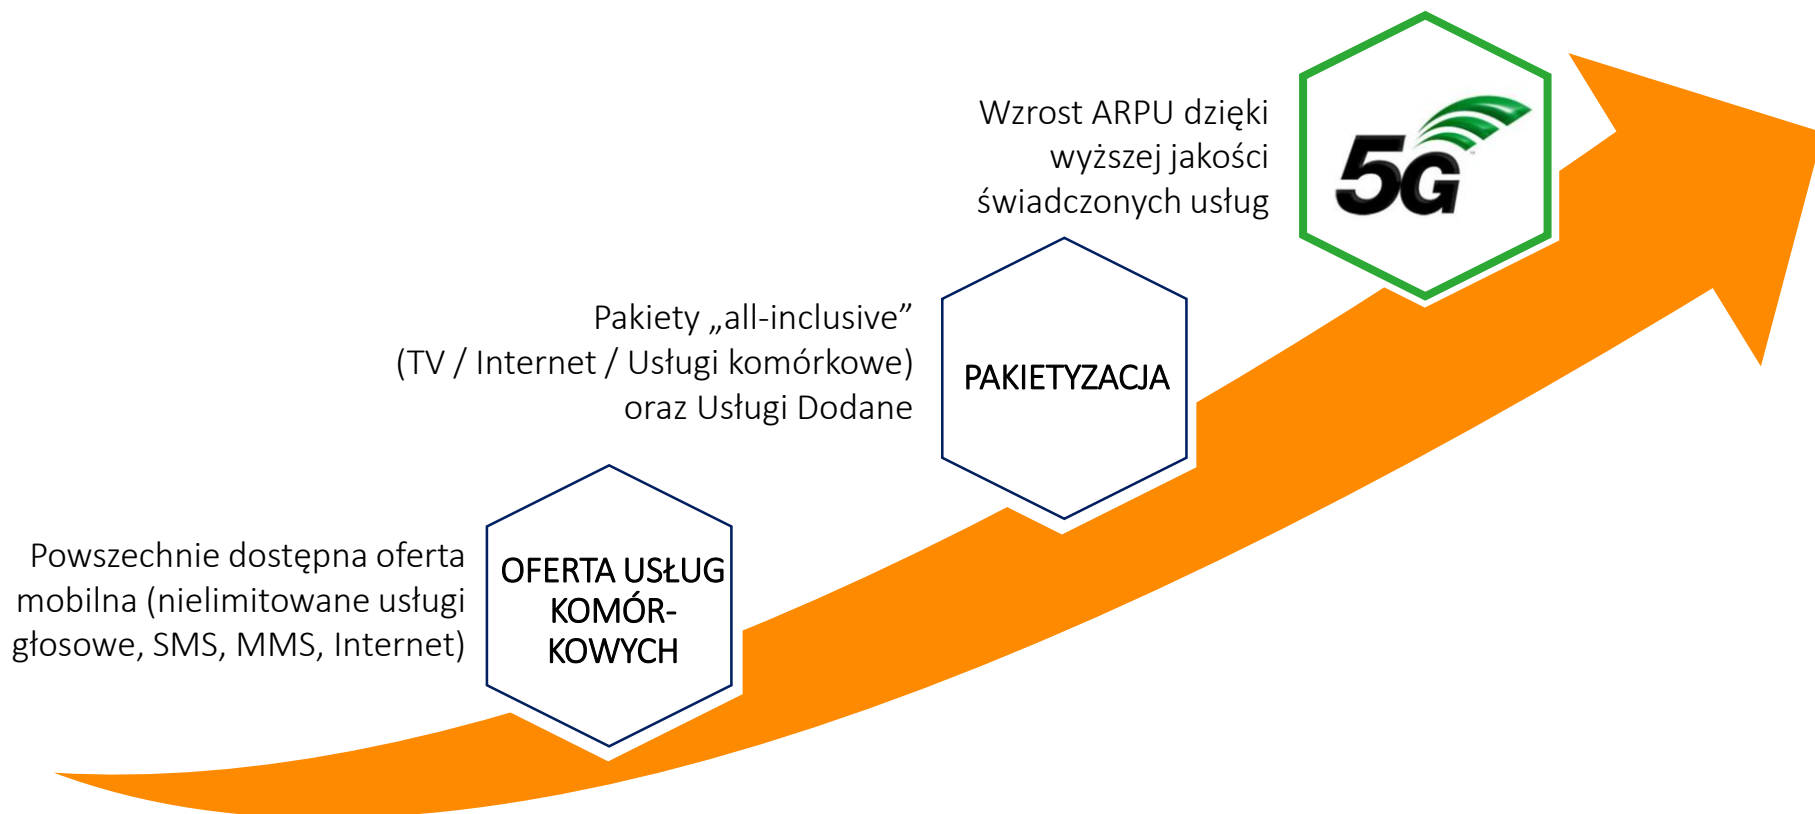 Wzrost ARPU dzięki
wyższej jakości
świadczonych usług
5G
Pakiety „all-inclusive”
(TV / Internet / Usługi komórkowe)
oraz Usługi Dodane
PAKIETYZACJA
Powszechnie dostępna oferta
mobilna (nielimitowane usługi
głosowe, SMS, MMS, Internet)
OFERTA USŁUG
KOMÓR-
KOWYCH